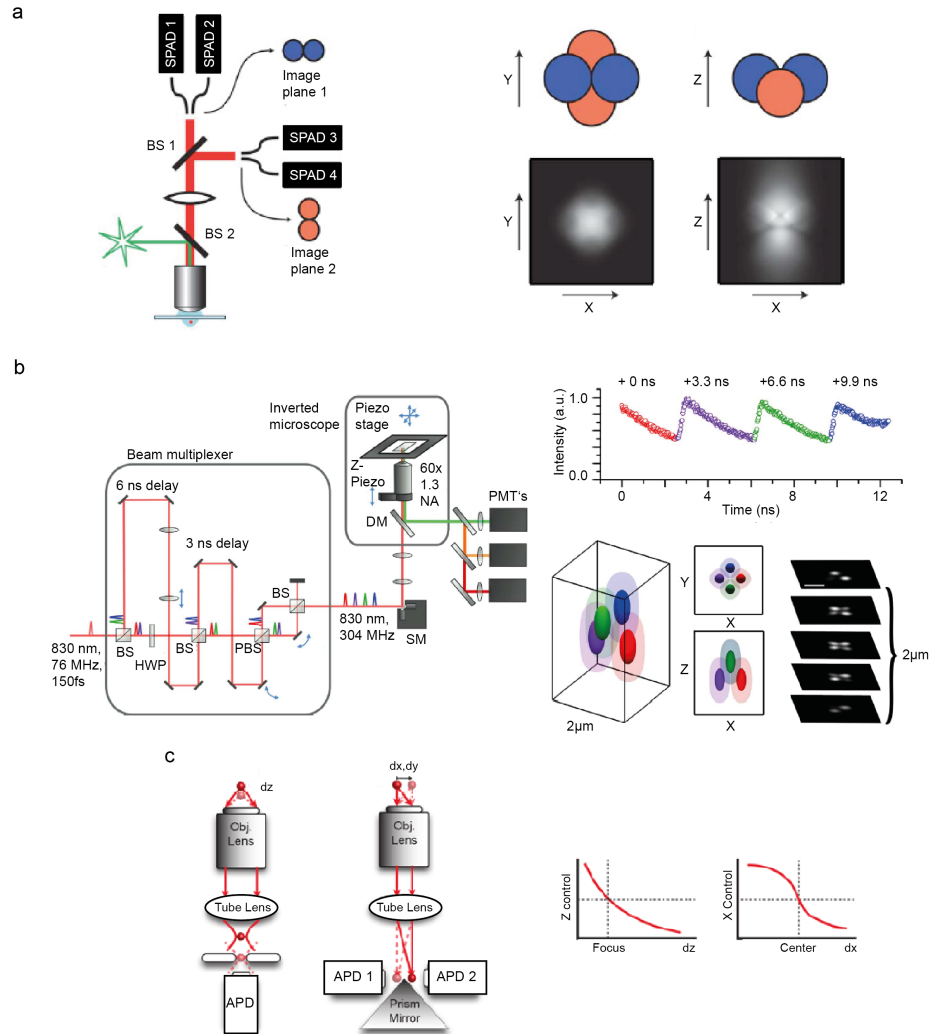 a
SPAD 1
SPAD 2
Image
plane 1
BS 1
SPAD 3
SPAD 4
BS 2
Image
plane 2
Y
Z
Y
Z
X
X
b
Inverted
microscope
Piezo
stage
Z-
Piezo
60x
1.3
NA
DM
PMT's
Beam multiplexer
6 ns delay
3 ns delay
BS
830 nm,
304 MHz
SM
830 nm,
76 MHz,
150fs
BS
HWP
BS
PBS
+ 0 ns
+3.3 ns
+6.6 ns
+9.9 ns
Intensity (a.u.)
1.0
0.0
0
4
8
12
Time (ns)
2μm
Y
X
Z
X
2μm
c
dz
Obj.
Lens
Tube Lens
APD
dx,dy
Obj.
Lens
Tube Lens
APD 1
APD 2
Prism
Mirror
Z control
Focus
dz
X Control
Center
dx